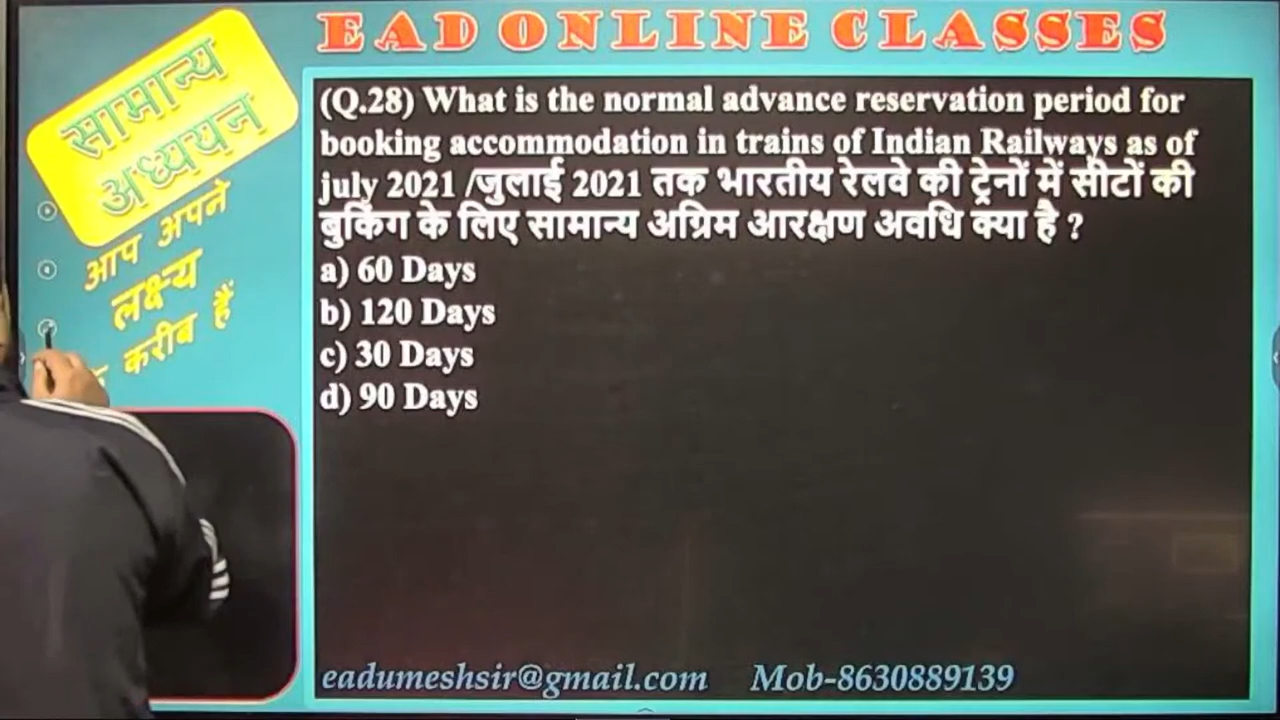 EAD ONLINE CLASSES
सामान्य
अध्ययन
आप अपने
लक्ष्य
करीब हैं
(Q.28) What is the normal advance reservation period for
booking accommodation in trains of Indian Railways as of
july 2021 /जुलाई 2021 तक भारतीय रेलवे की ट्रेनों में सीटों की
बुकिंग के लिए सामान्य अग्रिम आरक्षण अवधि क्या है ?
a) 60 Days
b) 120 Days
c) 30 Days
d) 90 Days
eadumeshsir@gmail.com Mob-8630889139